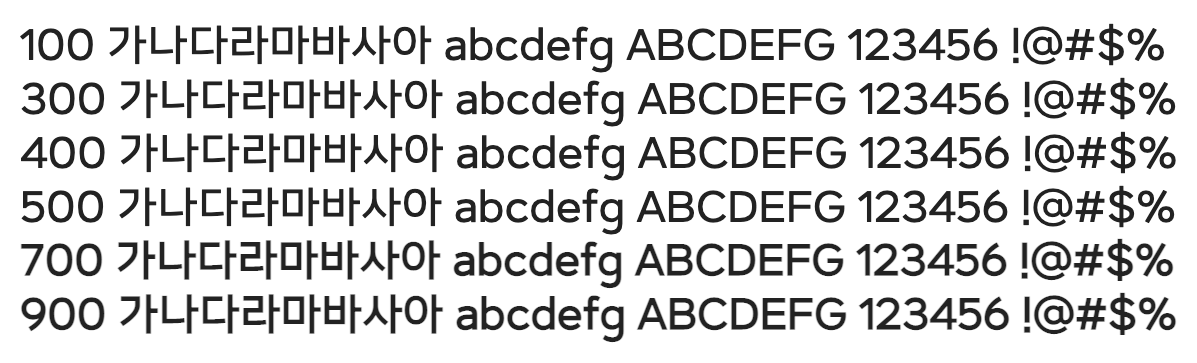 100 가나다라마바사아 abcdefg ABCDEFG 123456 !@#$%
300 가나다라마바사아 abcdefg ABCDEFG 123456 !@#$%
400 가나다라마바사아 abcdefg ABCDEFG 123456 !@#$%
500 가나다라마바사아 abcdefg ABCDEFG 123456 !@#$%
700 가나다라마바사아 abcdefg ABCDEFG 123456 !@#$%
900 가나다라마바사아 abcdefg ABCDEFG 123456 !@#$%